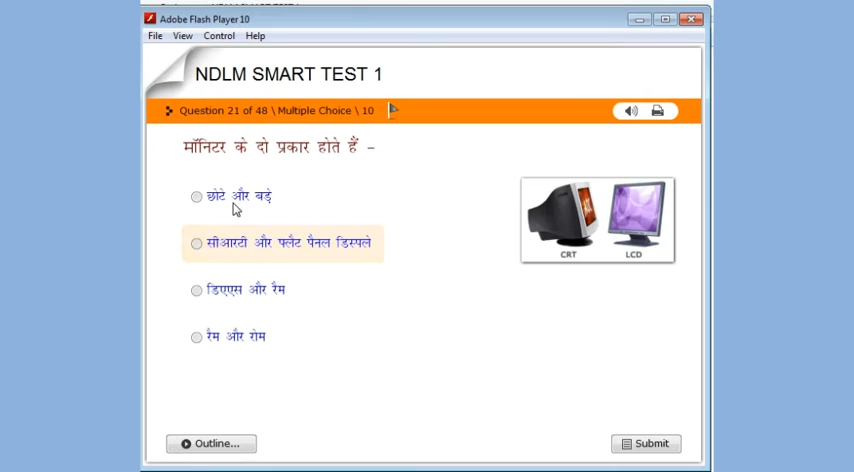 Adobe Flash Player 10
File View Control Help
NDLM SMART TEST 1
Question 21 of 48 \ Multiple Choice \ 10
मॉनिटर के दो प्रकार होते हैं -
छोटे और बड़े
सीआरटी और फ्लैट पैनल डिस्पले
डिएएस और रैम
रैम और रोम
CRT LCD
Outline...
Submit